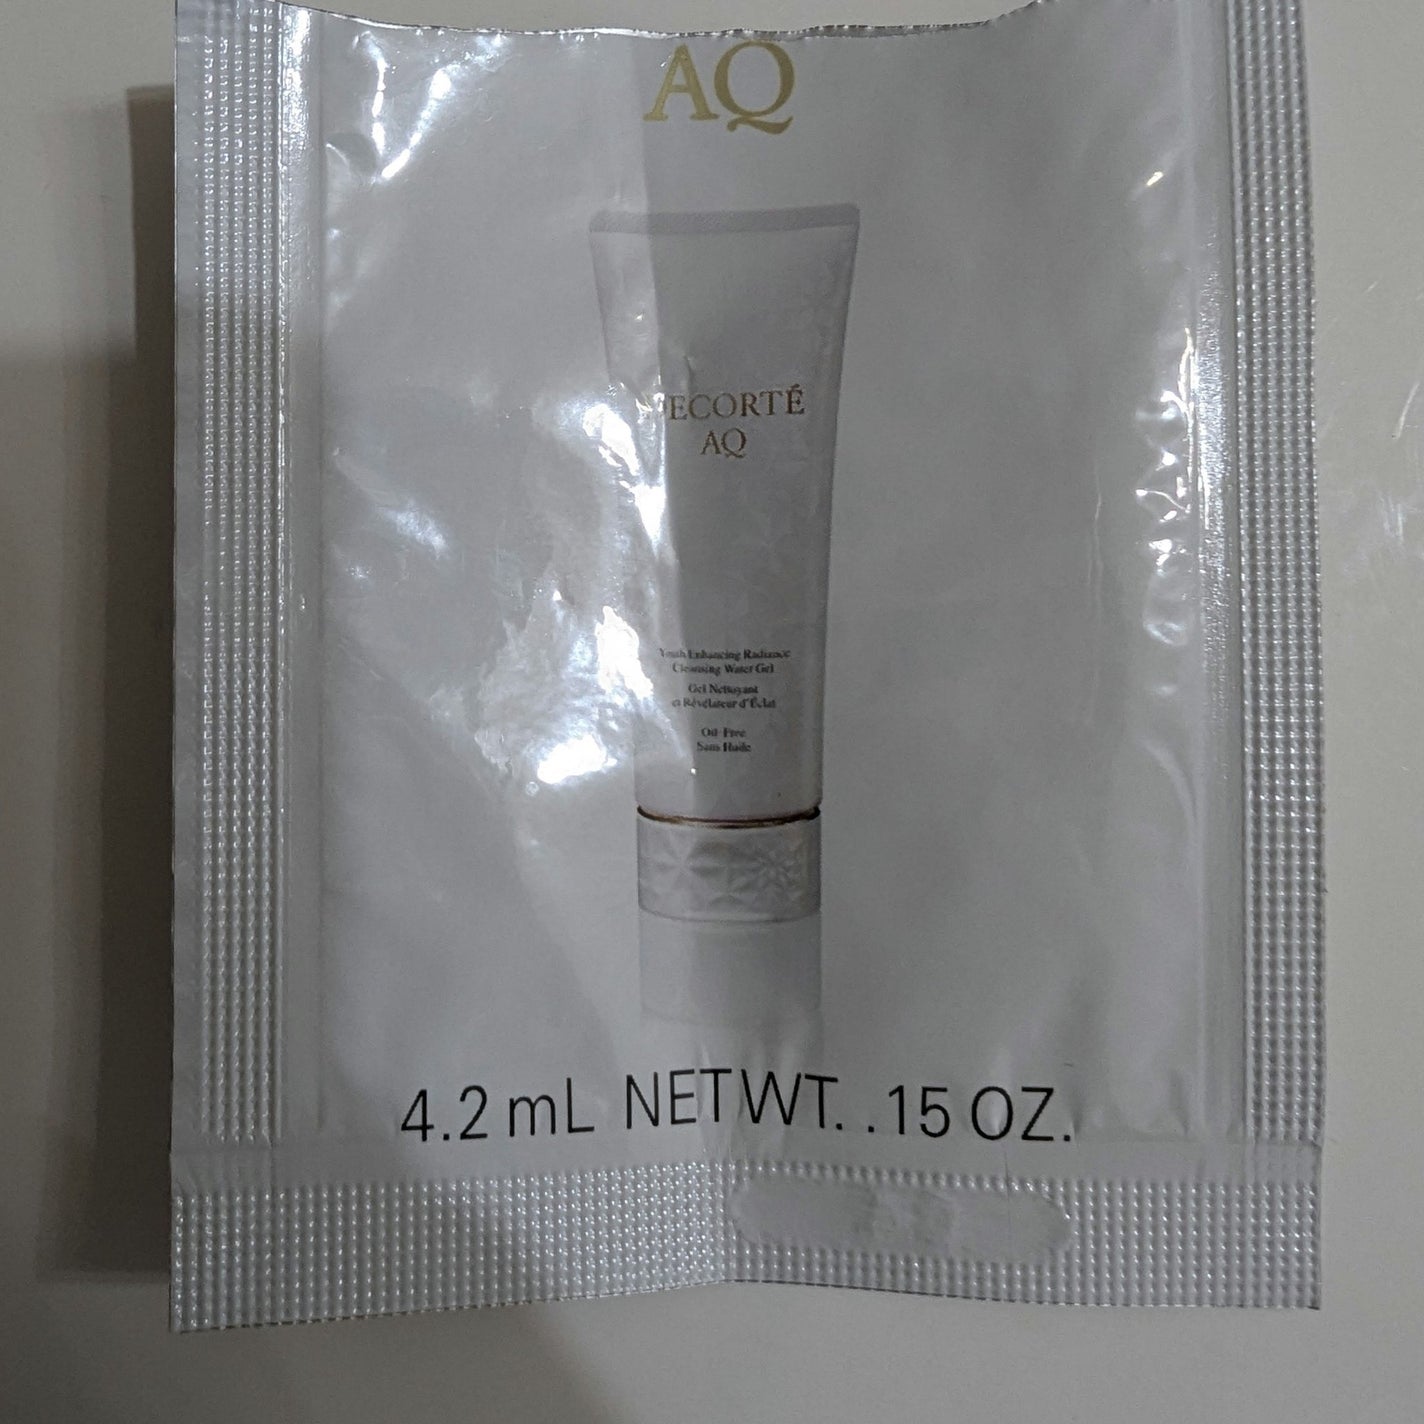 AQ
ECORTÉ
AQ
Youth Enhancing Radiance
Cleansing Water Gel
Gel Nettoyant
et Révélateur d'Éclat
Oil-Free
Sans Huile
4.2 mL NET WT. .15 OZ.